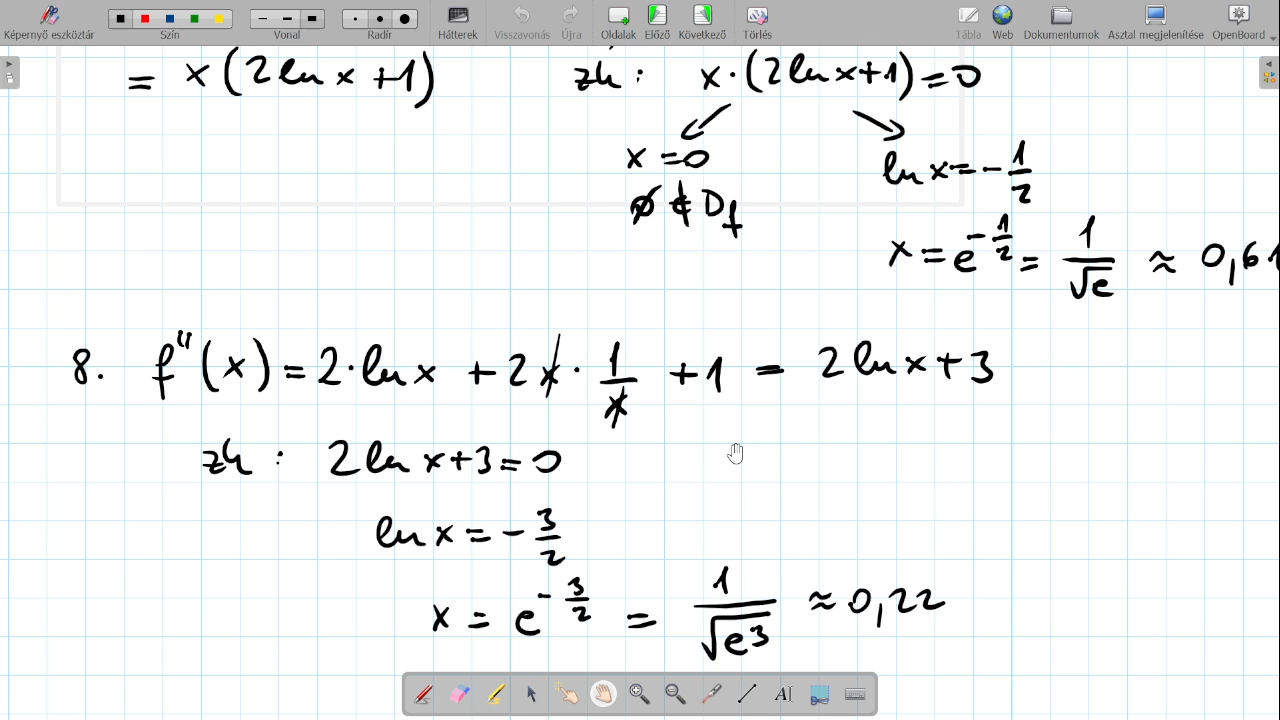 Képernyő eszköztár Szín Vonal Radír Hátterek Visszavonás Újra Oldalak Előző Következő Törlés Tábla Web Dokumentumok Asztal megjelenítése OpenBoard
= x(2ln x+1) zh: x·(2ln x+1)=0
x=0 ln x=-1/2
0 ∉ D_f
x=e^(-1/2)=1/√e ≈ 0,61
8. f''(x)=2·ln x+2x·1/x+1=2ln x+3
zh: 2ln x+3=0
ln x=-3/2
x=e^(-3/2)=1/√e³ ≈0,22